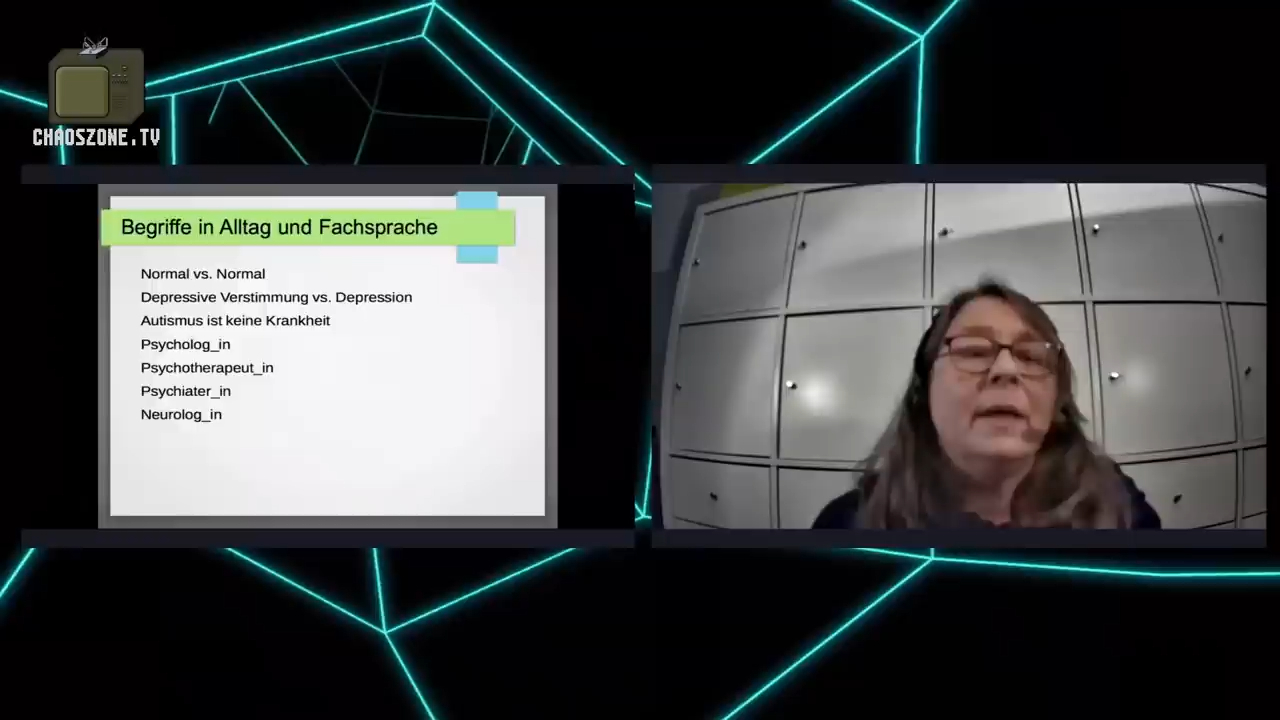 CHAOSZONE.TV
Begriffe in Alltag und Fachsprache
Normal vs. Normal
Depressive Verstimmung vs. Depression
Autismus ist keine Krankheit
Psycholog_in
Psychotherapeut_in
Psychiater_in
Neurolog_in